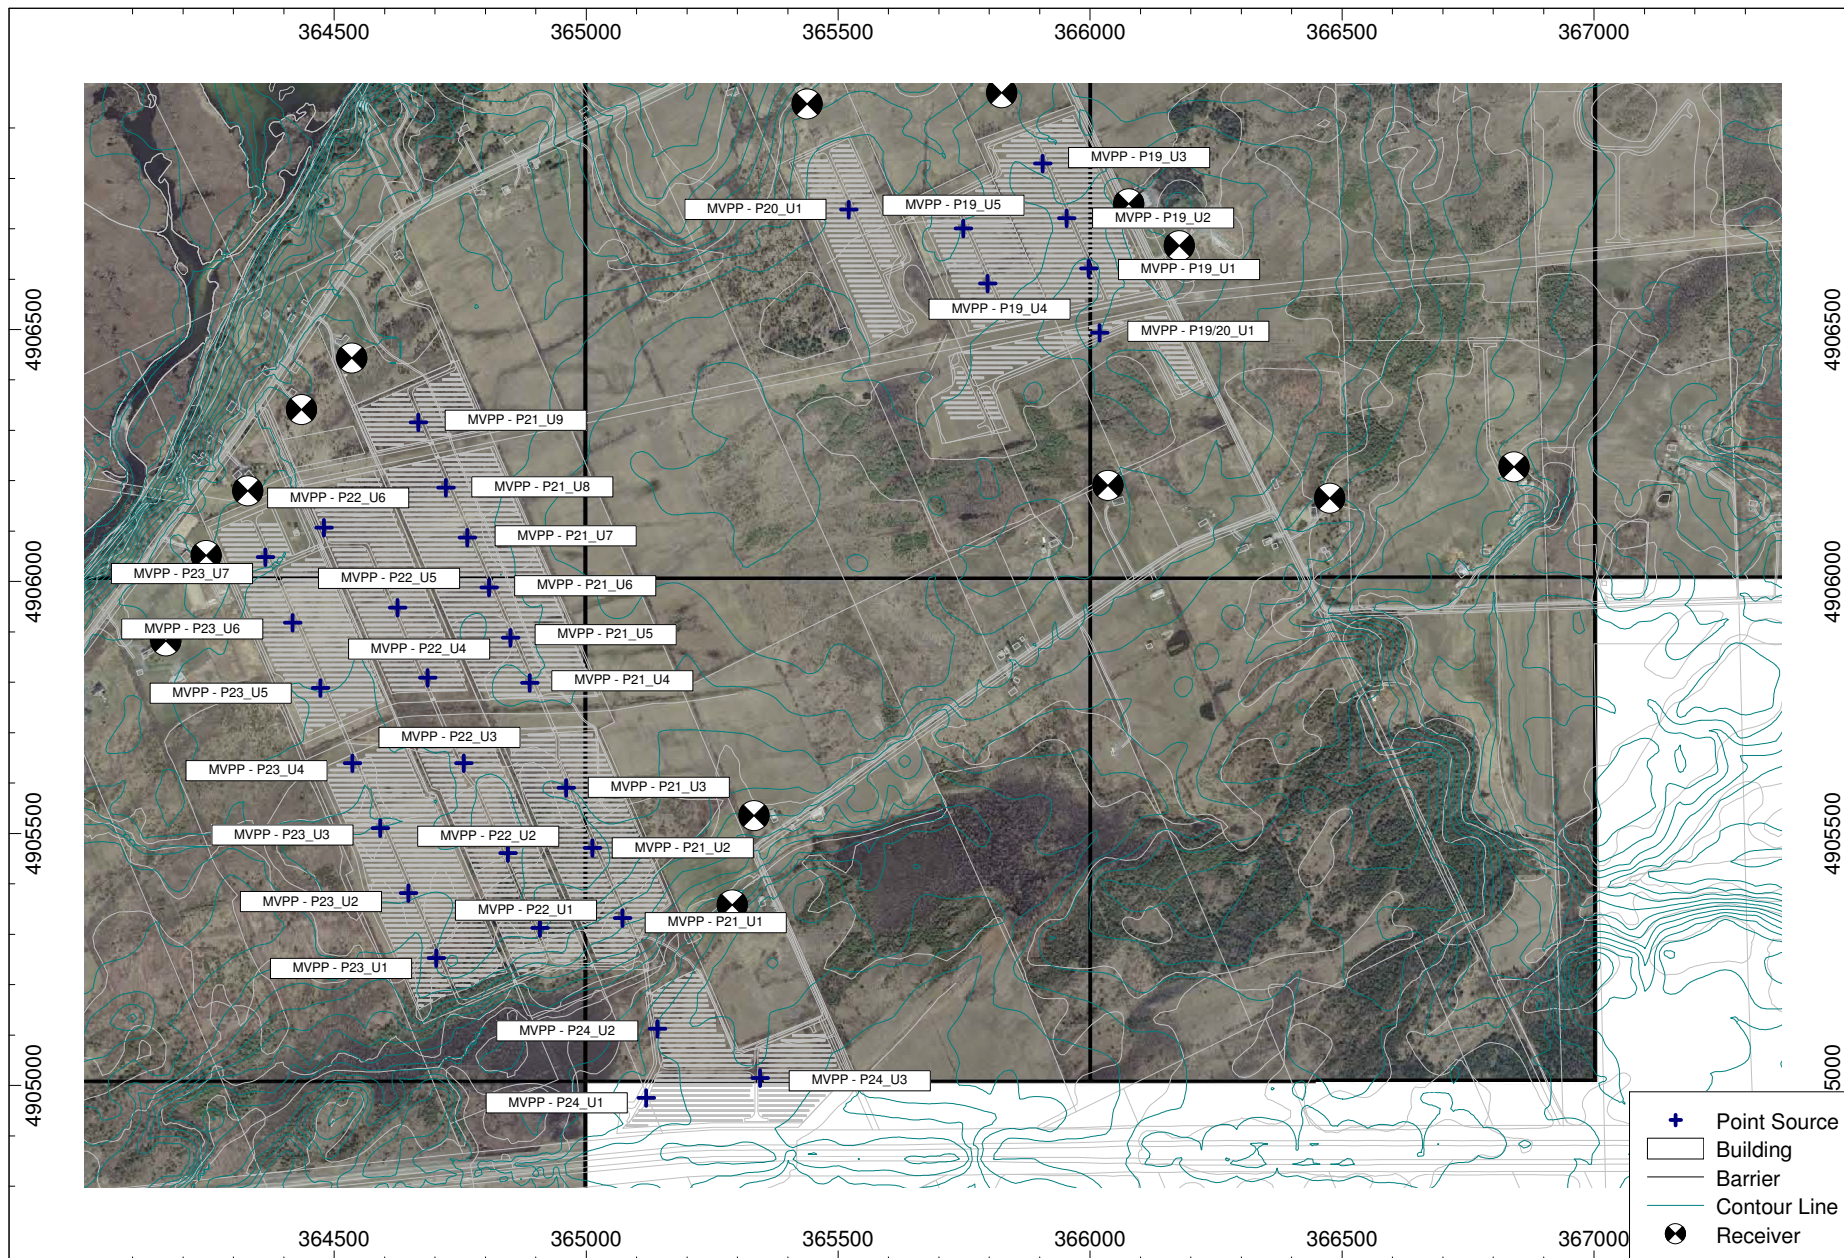 364500 365000 365500 366000 366500 367000
MVPP - P19_U3
MVPP - P20_U1
MVPP - P19_U5
MVPP - P19_U2
MVPP - P19_U1
MVPP - P19_U4
MVPP - P19/20_U1
4906500
4906500
MVPP - P21_U9
MVPP - P21_U8
MVPP - P22_U6
MVPP - P21_U7
MVPP - P23_U7
MVPP - P22_U5
MVPP - P21_U6
4906000
4906000
MVPP - P23_U6
MVPP - P21_U5
MVPP - P22_U4
MVPP - P21_U4
MVPP - P23_U5
MVPP - P22_U3
MVPP - P23_U4
MVPP - P21_U3
MVPP - P23_U3
MVPP - P22_U2
MVPP - P21_U2
4905500
4905500
MVPP - P23_U2
MVPP - P22_U1
MVPP - P21_U1
MVPP - P23_U1
MVPP - P24_U2
MVPP - P24_U3
MVPP - P24_U1
4905000
5000
Point Source
Building
Barrier
Contour Line
Receiver
364500 365000 365500 366000 366500 367000